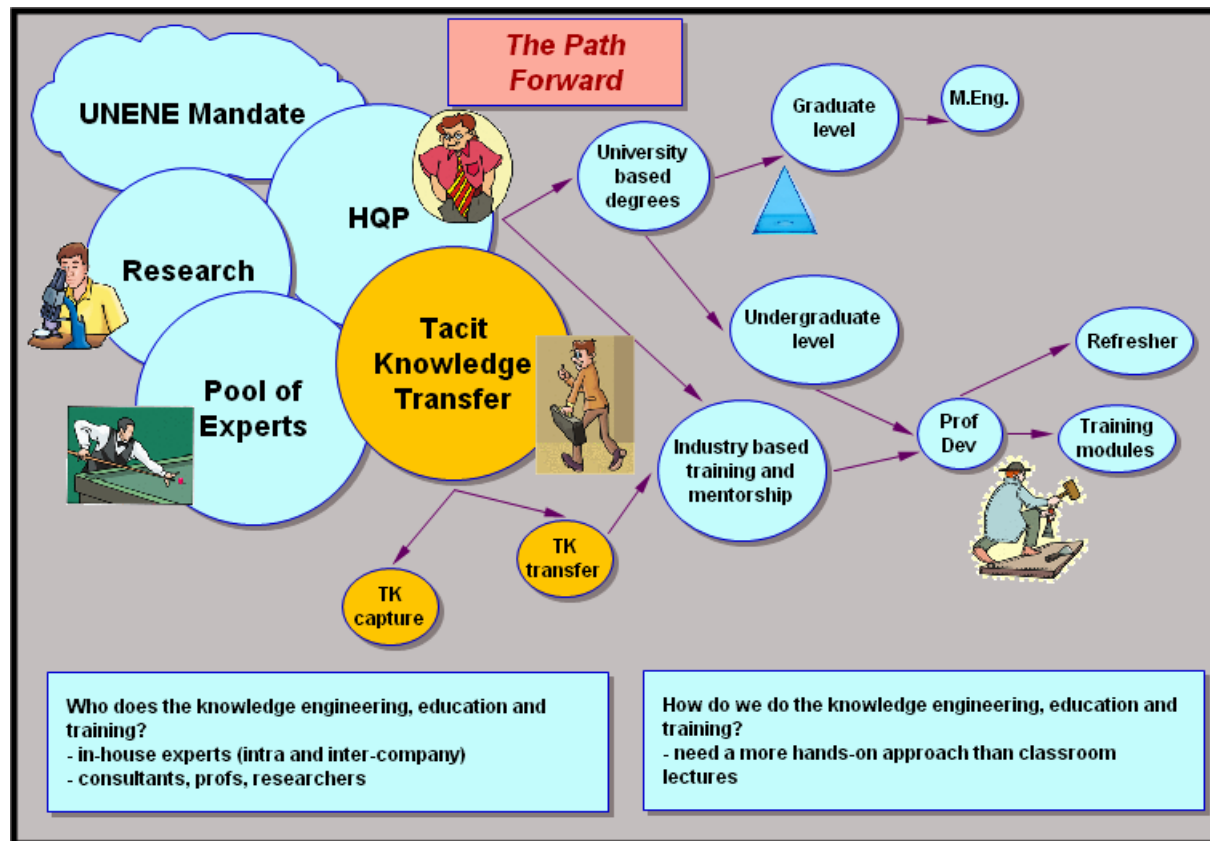 The Path
Forward
UNENE Mandate
HQP
Research
Pool of
Experts
Tacit
Knowledge
Transfer
University
based
degrees
Graduate
level
M.Eng.
Undergraduate
level
Industry based
training and
mentorship
Prof
Dev
Refresher
Training
modules
TK
transfer
TK
capture
Who does the knowledge engineering, education and
training?
- in-house experts (intra and inter-company)
- consultants, profs, researchers
How do we do the knowledge engineering, education and
training?
- need a more hands-on approach than classroom
lectures